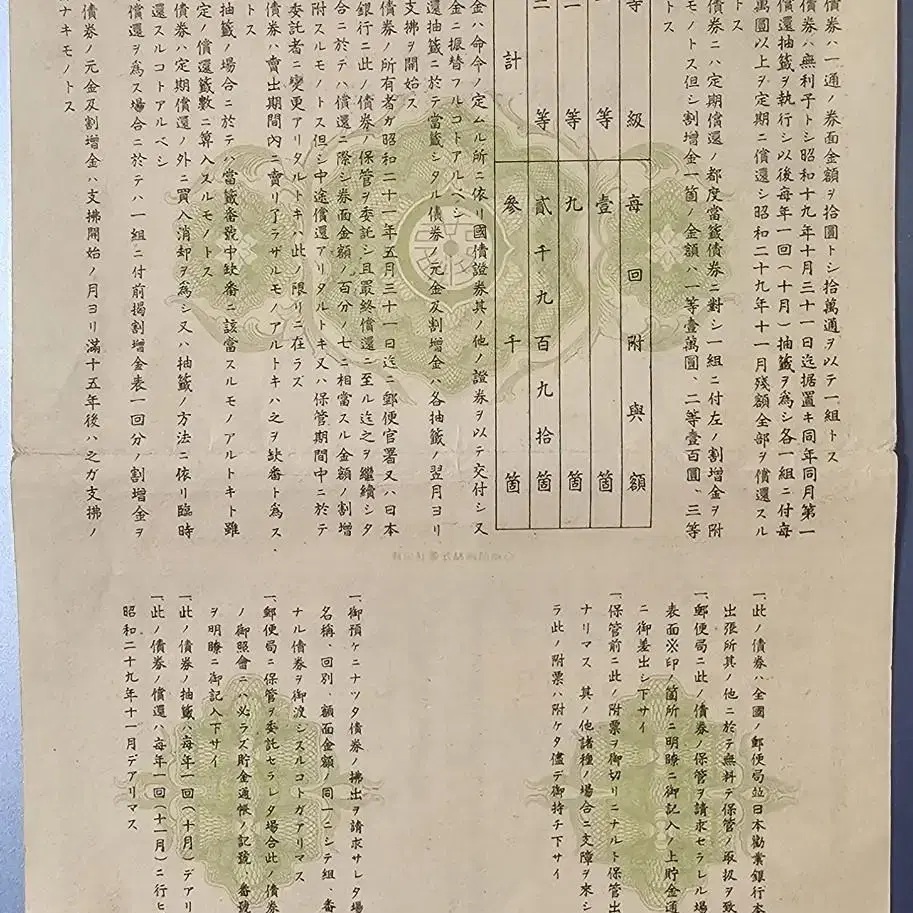 債券ハ一通ノ券面金額ヲ拾圓トシ拾萬通ヲ以テ一組トス
債券ハ無利子トシ昭和十九年十月三十一日迄据置キ同年同月第一
償還抽籤ヲ執行シ以後每年一回(十月)抽籤ヲ爲シ各一組ニ付每
萬圓以上ヲ定期ニ償還シ昭和二十九年十一月殘額全部ヲ償還スル
トス
債券ニハ定期償還ノ都度當籤債券ニ對シ一組ニ付左ノ割增金ヲ附
モノトス但シ割增金一箇ノ金額ハ一等壹萬圓、二等壹百圓、三等
トス
等級 每回附與額
一等 壹箇
二等 九箇
三等 貳千九百九拾箇
計 參千箇
金ハ命令ノ定ムル所ニ依リ國債證券其ノ他ノ證券ヲ以テ交付シ又
金ニ振替フルコトアルベシ
還抽籤ニ於テ當籤シタル債券ノ元金及割增金ハ各抽籤ノ翌月ヨリ
支拂ヲ開始ス
債券ノ所有者ガ昭和二十一年五月三十一日迄ニ郵便官署又ハ日本
銀行ニ此ノ債券ノ保管ヲ委託シ且最終償還ニ至ル迄之ヲ繼續シタ
合ニ於テハ償還ニ際シ券面金額ノ百分ノ七ニ相當スル金額ノ割增
附スルモノトス但シ中途償還アリタルトキ又ハ保管期間中ニ於テ
委託者ニ變更アリタルトキハ此ノ限リニ在ラズ
債券ハ賣出期間內ニ賣リ了ラザルモノアルトキハ之ヲ缺番ト爲ス、
抽籤ノ場合ニ於テハ當籤番號中缺番ニ該當スルモノアルトキト雖
定ノ償還籤數ニ算入スルモノトス
債券ハ定期償還ノ外ニ買入消却ヲ爲シ又ハ抽籤ノ方法ニ依リ臨時
還スルコトアルベシ
償還ヲ爲ス場合ニ於テハ一組ニ付前揭割增金表一回分ノ割增金ヲ
債券ノ元金及割增金ハ支拂開始ノ月ヨリ滿十五年後ハ之ガ支拂ノ
ナキモノトス
一、此ノ債券ハ全國ノ郵便局竝日本勸業銀行本
出張所其ノ他ニ於テ無料デ保管ノ取扱ヲ致
一、郵便局ニ此ノ債券ノ保管ヲ請求セラレル場
表面※印ノ箇所ニ明瞭ニ御記入ノ上貯金通
ニ御差出シ下サイ
一、保管前ニ此ノ附票ヲ御切リニナルト保管出
ナリマス 其ノ他諸種ノ場合ニ支障ヲ來シ
ラ此ノ附票ハ附ケタ儘デ御持チ下サイ
一、御預ケニナツタ債券ノ拂出ヲ請求サレタ場
名稱、回別、額面金額ノ同一ニシテ組、番
ナル債券ヲ御渡シスルコトガアリマス
一、郵便局ニ保管ヲ委託セラレタ場合此ノ債券
ノ御照會ニハ必ラズ貯金通帳ノ記號、番號
ヲ明瞭ニ御記入下サイ
一、此ノ債券ノ抽籤ハ每年一回(十月)デアリ
一、此ノ債券ノ償還ハ每年一回(十一月)ニ行ヒ
昭和二十九年十一月デアリマス